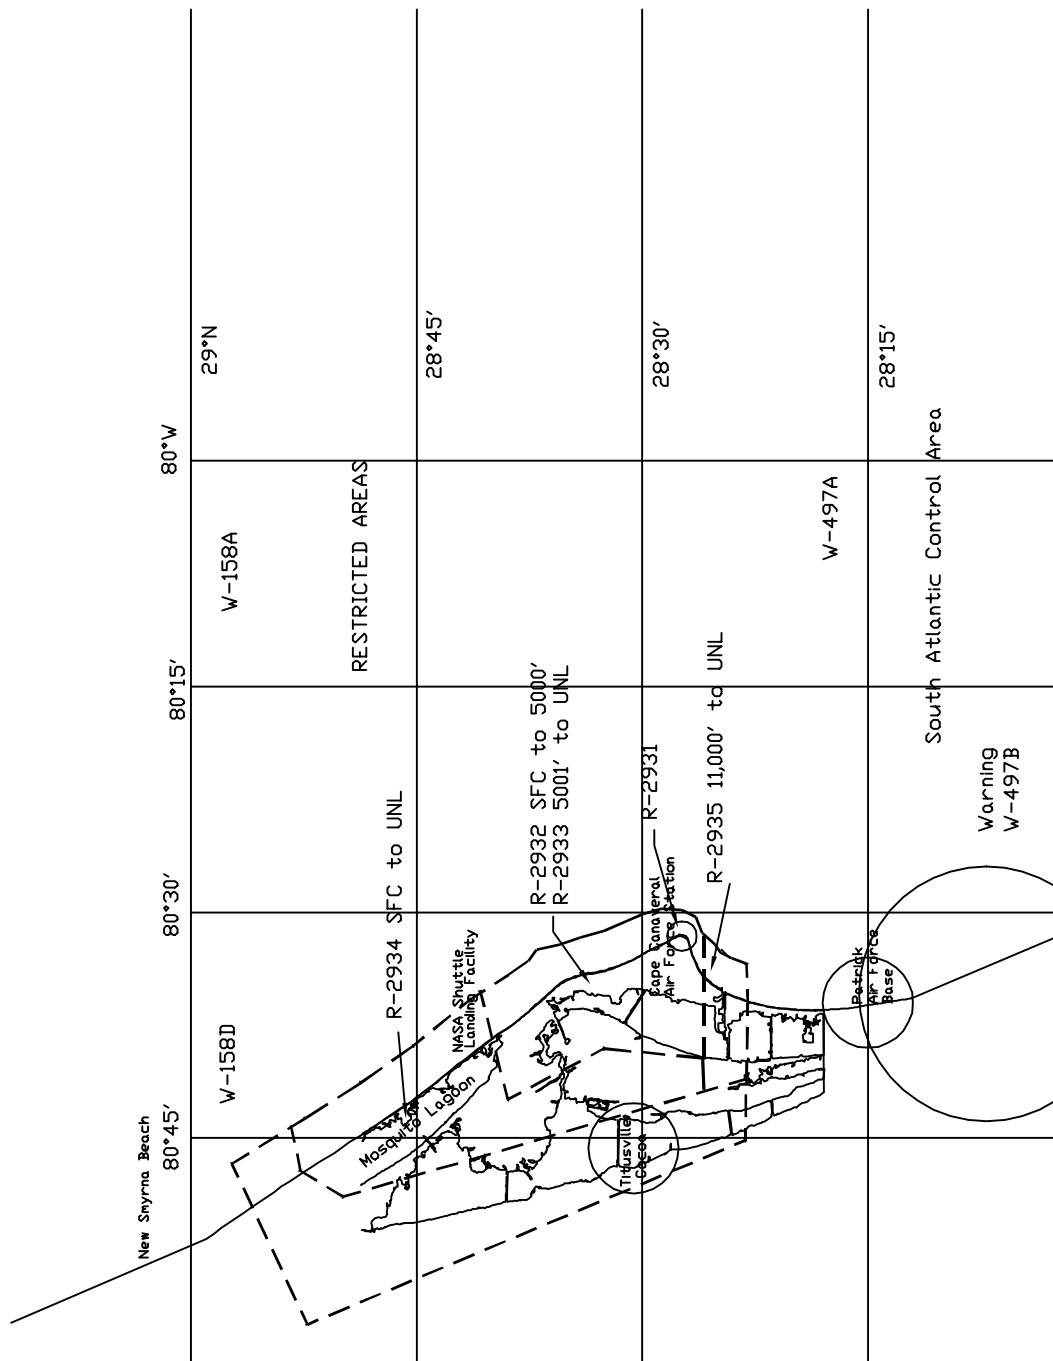 New Smyrna Beach
80°45′
80°30′
80°15′
80°W
29°N
28°45′
28°30′
28°15′
W-158D
W-158A
RESTRICTED AREAS
R-2934 SFC to UNL
NASA Shuttle
Landing Facility
Mosquito Lagoon
R-2932 SFC to 5000′
R-2933 5001′ to UNL
R-2931
Cape Canaveral
Air Force Station
R-2935 11,000′ to UNL
Titusville
Cocoa
W-497A
South Atlantic Control Area
Patrick
Air Force
Base
Warning
W-497B